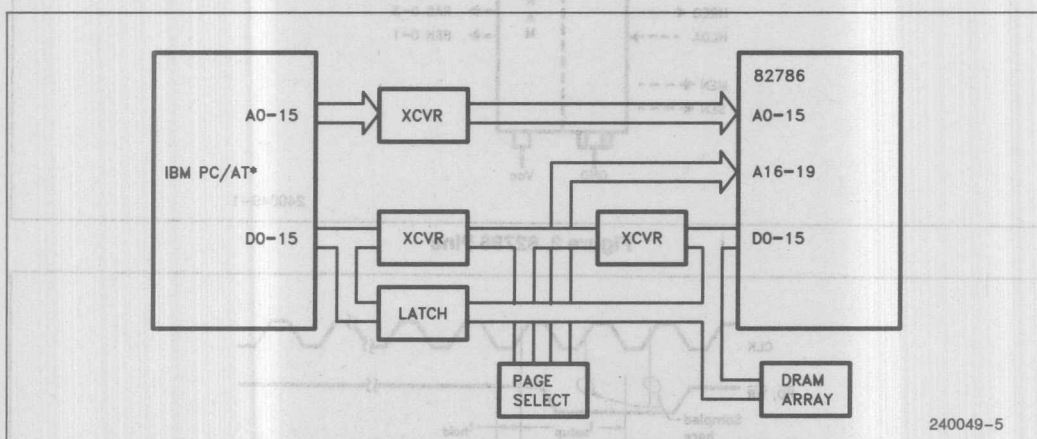 82786
A0-15
XCVR
A0-15
IBM PC/AT*
A16-19
D0-15
XCVR
XCVR
D0-15
LATCH
PAGE
SELECT
DRAM
ARRAY
240049-5